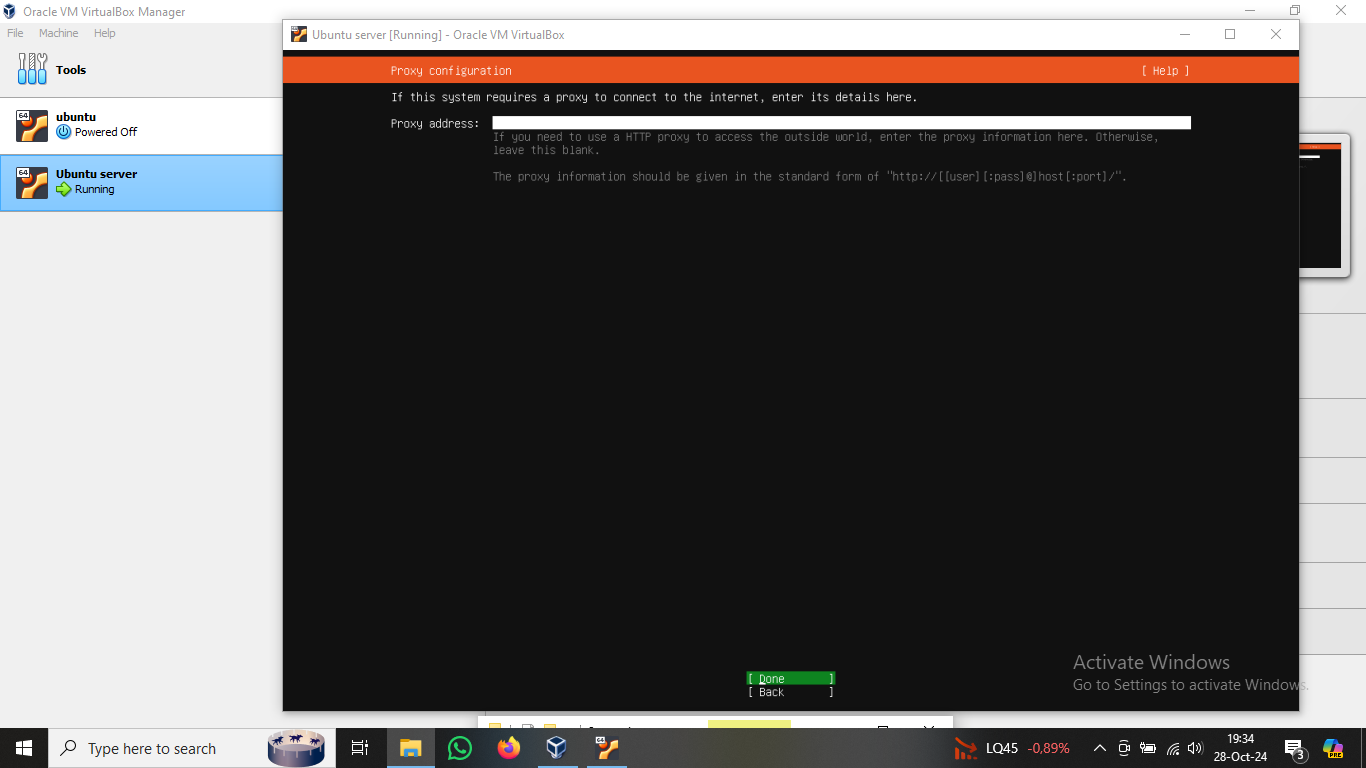 Oracle VM VirtualBox Manager
File Machine Help
Tools
64
ubuntu
Powered Off
64
Ubuntu server
Running
Ubuntu server [Running] - Oracle VM VirtualBox
Proxy configuration [ Help ]
If this system requires a proxy to connect to the internet, enter its details here.
Proxy address:
If you need to use a HTTP proxy to access the outside world, enter the proxy information here. Otherwise,
leave this blank.
The proxy information should be given in the standard form of "http://[[user][:pass]@]host[:port]/".
[ Done ]
[ Back ]
Activate Windows
Go to Settings to activate Windows.
Type here to search
LQ45 -0,89%
19:34
28-Oct-24
3
PRE